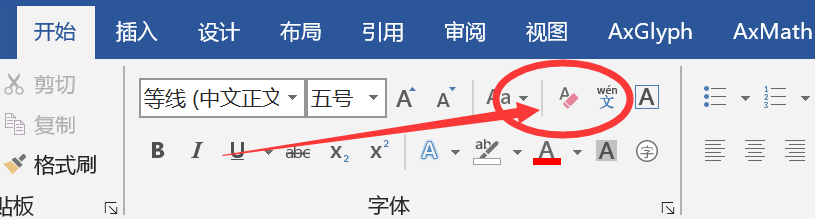 开始 插入 设计 布局 引用 审阅 视图 AxGlyph AxMath
剪切 等线 (中文正文 五号 A A Aa A wén 文 A
复制
格式刷 B I U abc X₂ X² A ab A A 字
贴板 字体